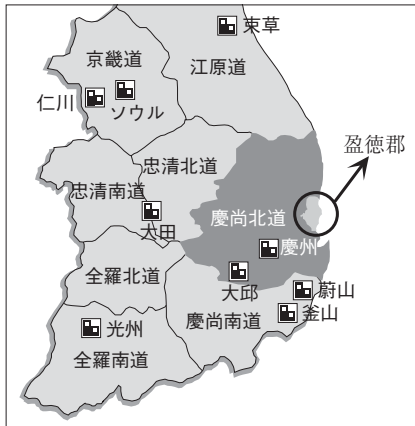 束草
京畿道
江原道
仁川
ソウル
盈徳郡
忠清北道
忠清南道
慶尚北道
大田
慶州
全羅北道
大邱
蔚山
慶尚南道
釜山
光州
全羅南道